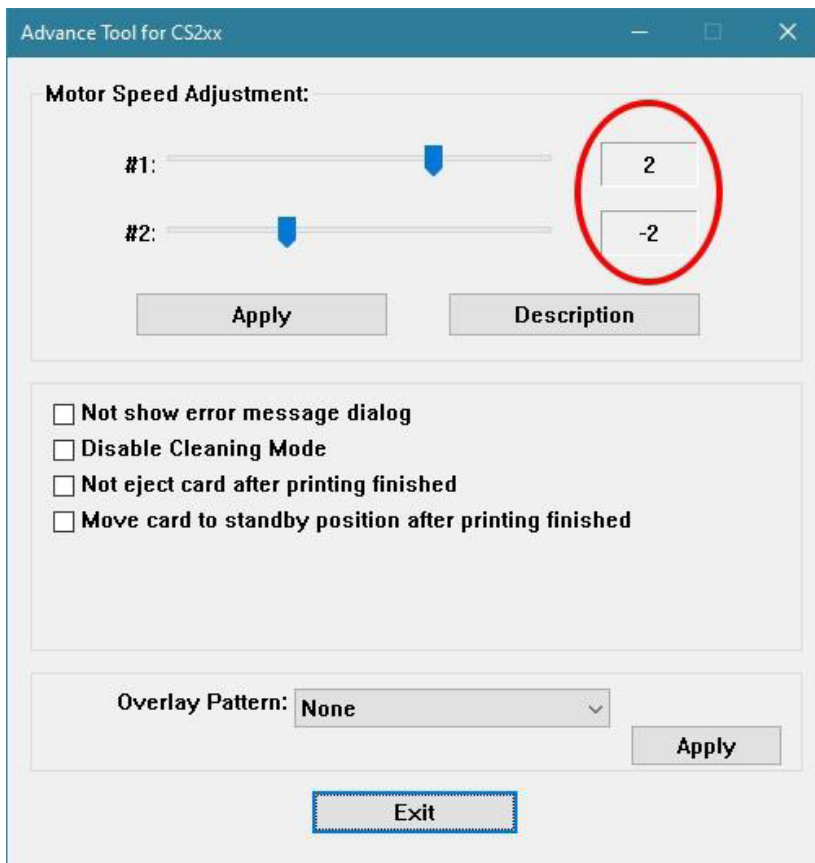 Advance Tool for CS2xx
Motor Speed Adjustment:
#1: 2
#2: -2
Apply Description
Not show error message dialog
Disable Cleaning Mode
Not eject card after printing finished
Move card to standby position after printing finished
Overlay Pattern: None
Apply
Exit